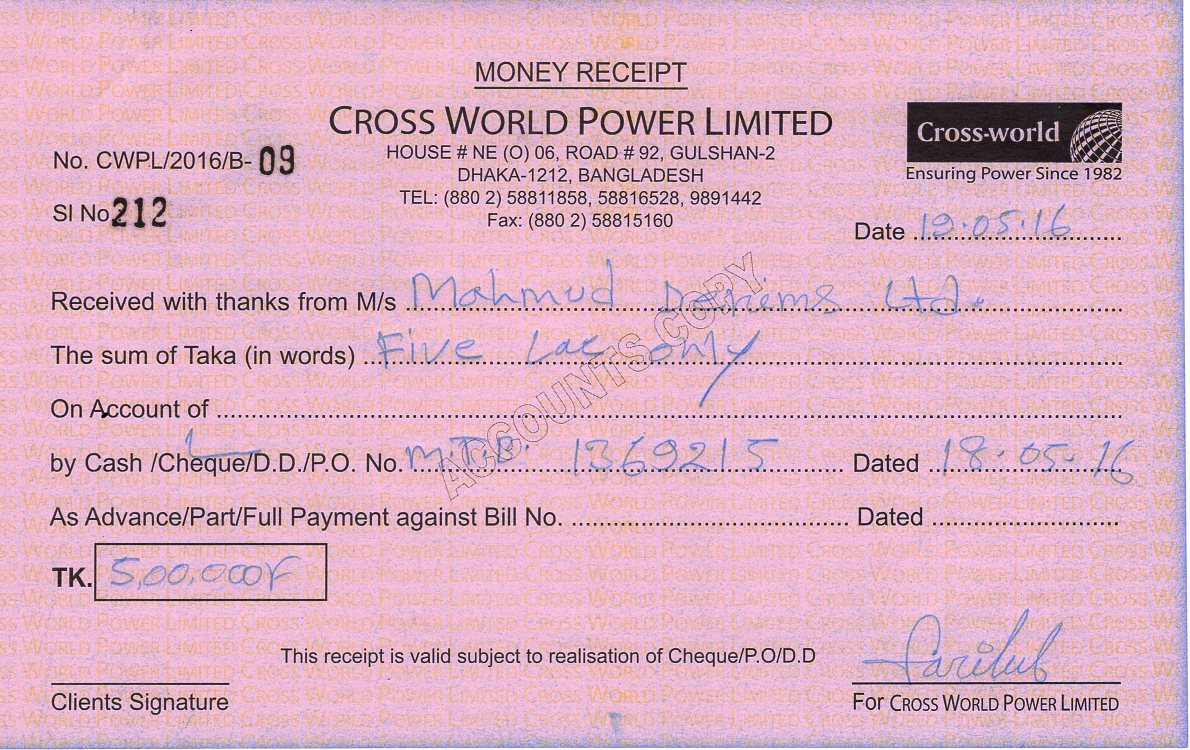 MONEY RECEIPT
CROSS WORLD POWER LIMITED
HOUSE # NE (O) 06, ROAD # 92, GULSHAN-2
DHAKA-1212, BANGLADESH
TEL: (880 2) 58811858, 58816528, 9891442
Fax: (880 2) 58815160
Cross-world
Ensuring Power Since 1982
No. CWPL/2016/B- 09
Sl No 212
Date 19.05.16
Received with thanks from M/s Mahmud Denims Ltd.
The sum of Taka (in words) Five Lac only
ACCOUNTS COPY
On Account of
by Cash /Cheque/D.D./P.O. No. M.T.B. 1369215 Dated 18.05.16
As Advance/Part/Full Payment against Bill No. Dated
TK. 5,00,000/-
This receipt is valid subject to realisation of Cheque/P.O/D.D
Clients Signature
For CROSS WORLD POWER LIMITED